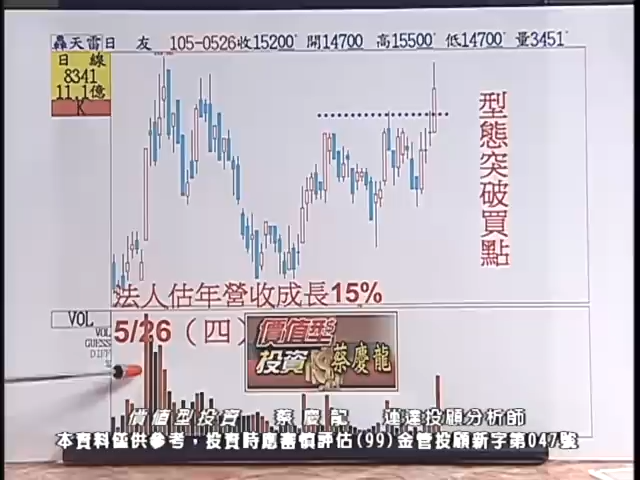 轟天雷日 友 105-0526收15200 開14700 高15500 低14700 量3451
日 線
8341
11.1億
K
型態突破買點
法人估年營收成長15%
VOL
VOL
GUESS
DIFF
5/26（四）
價值型$
投資
蔡慶龍
價值型投資 蔡慶龍 運達投顧分析師
本資料僅供參考，投資時應審慎評估(99)金管投顧新字第047號